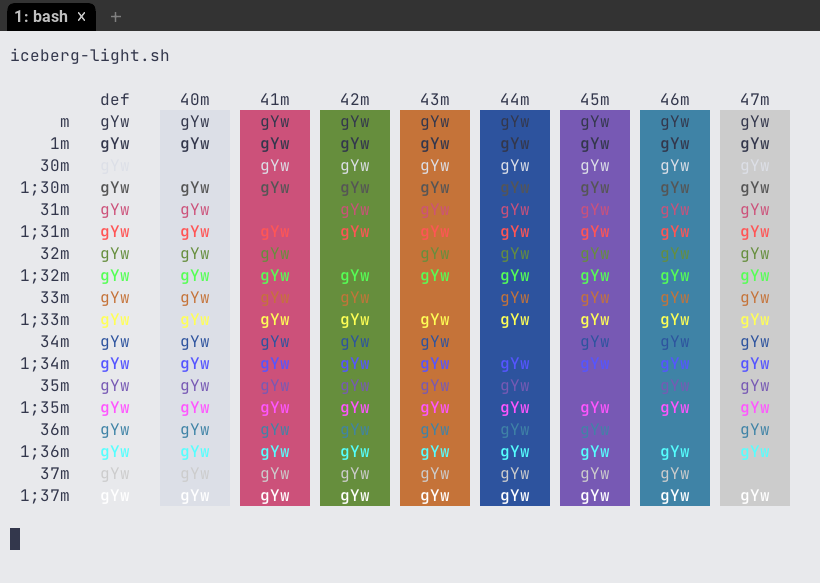 1: bash x +
iceberg-light.sh
def 40m 41m 42m 43m 44m 45m 46m 47m
m gYw gYw gYw gYw gYw gYw gYw gYw gYw
1m gYw gYw gYw gYw gYw gYw gYw gYw gYw
30m gYw gYw gYw gYw gYw gYw gYw gYw
1;30m gYw gYw gYw gYw gYw gYw gYw gYw gYw
31m gYw gYw gYw gYw gYw gYw gYw gYw
1;31m gYw gYw gYw gYw gYw gYw gYw gYw gYw
32m gYw gYw gYw gYw gYw gYw gYw gYw
1;32m gYw gYw gYw gYw gYw gYw gYw gYw gYw
33m gYw gYw gYw gYw gYw gYw gYw gYw
1;33m gYw gYw gYw gYw gYw gYw gYw gYw gYw
34m gYw gYw gYw gYw gYw gYw gYw gYw
1;34m gYw gYw gYw gYw gYw gYw gYw gYw gYw
35m gYw gYw gYw gYw gYw gYw gYw gYw
1;35m gYw gYw gYw gYw gYw gYw gYw gYw gYw
36m gYw gYw gYw gYw gYw gYw gYw gYw
1;36m gYw gYw gYw gYw gYw gYw gYw gYw gYw
37m gYw gYw gYw gYw gYw gYw gYw gYw
1;37m gYw gYw gYw gYw gYw gYw gYw gYw gYw